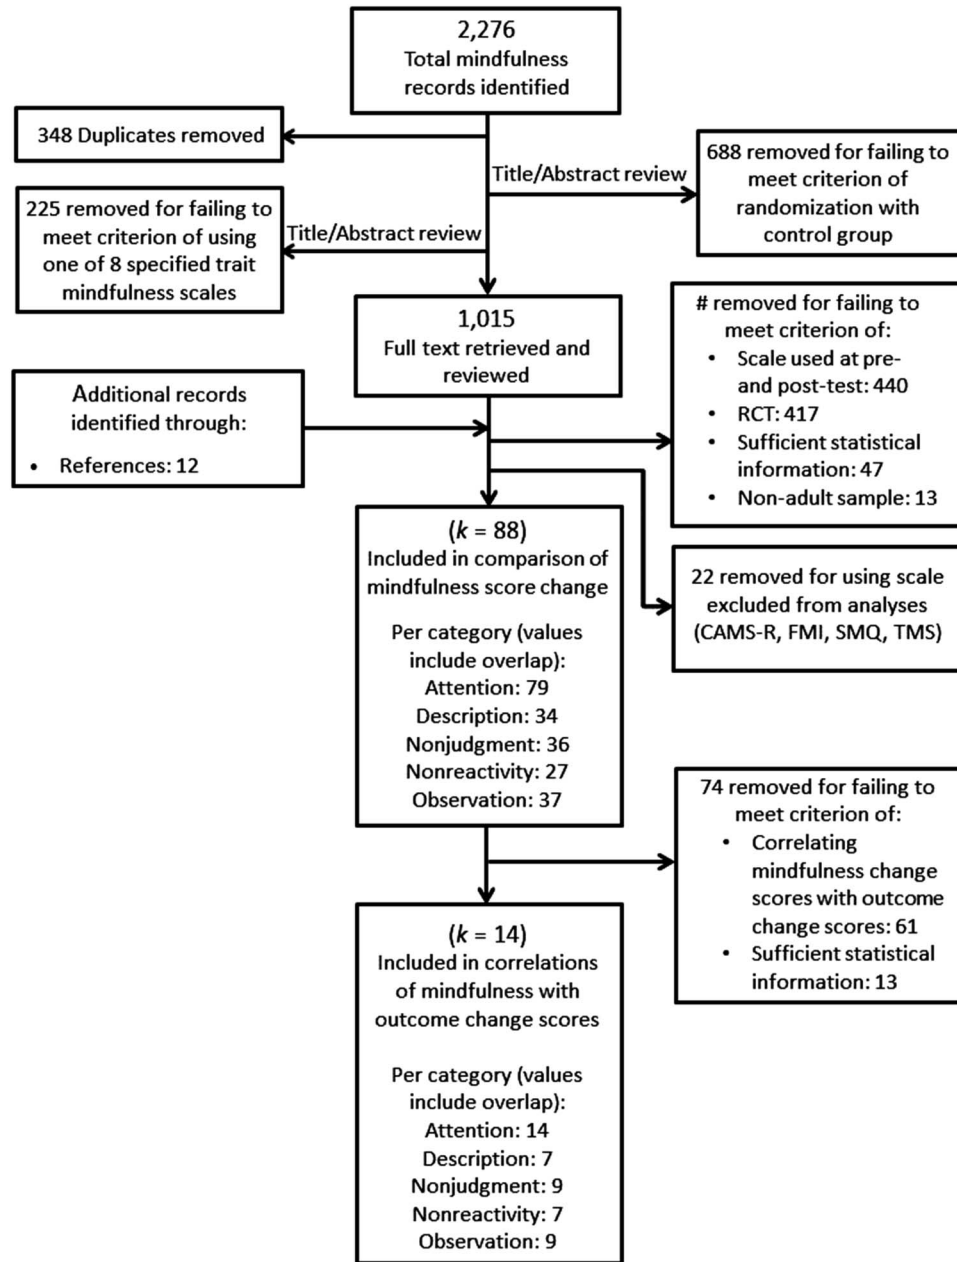 2,276
Total mindfulness
records identified
348 Duplicates removed
Title/Abstract review
688 removed for failing to
meet criterion of
randomization with
control group
225 removed for failing to
meet criterion of using
one of 8 specified trait
mindfulness scales
Title/Abstract review
1,015
Full text retrieved and
reviewed
# removed for failing to
meet criterion of:
• Scale used at pre-
and post-test: 440
• RCT: 417
• Sufficient statistical
information: 47
• Non-adult sample: 13
Additional records
identified through:
• References: 12
(k = 88)
Included in comparison of
mindfulness score change
Per category (values
include overlap):
Attention: 79
Description: 34
Nonjudgment: 36
Nonreactivity: 27
Observation: 37
22 removed for using scale
excluded from analyses
(CAMS-R, FMI, SMQ, TMS)
74 removed for failing to
meet criterion of:
• Correlating
mindfulness change
scores with outcome
change scores: 61
• Sufficient statistical
information: 13
(k = 14)
Included in correlations
of mindfulness with
outcome change scores
Per category (values
include overlap):
Attention: 14
Description: 7
Nonjudgment: 9
Nonreactivity: 7
Observation: 9